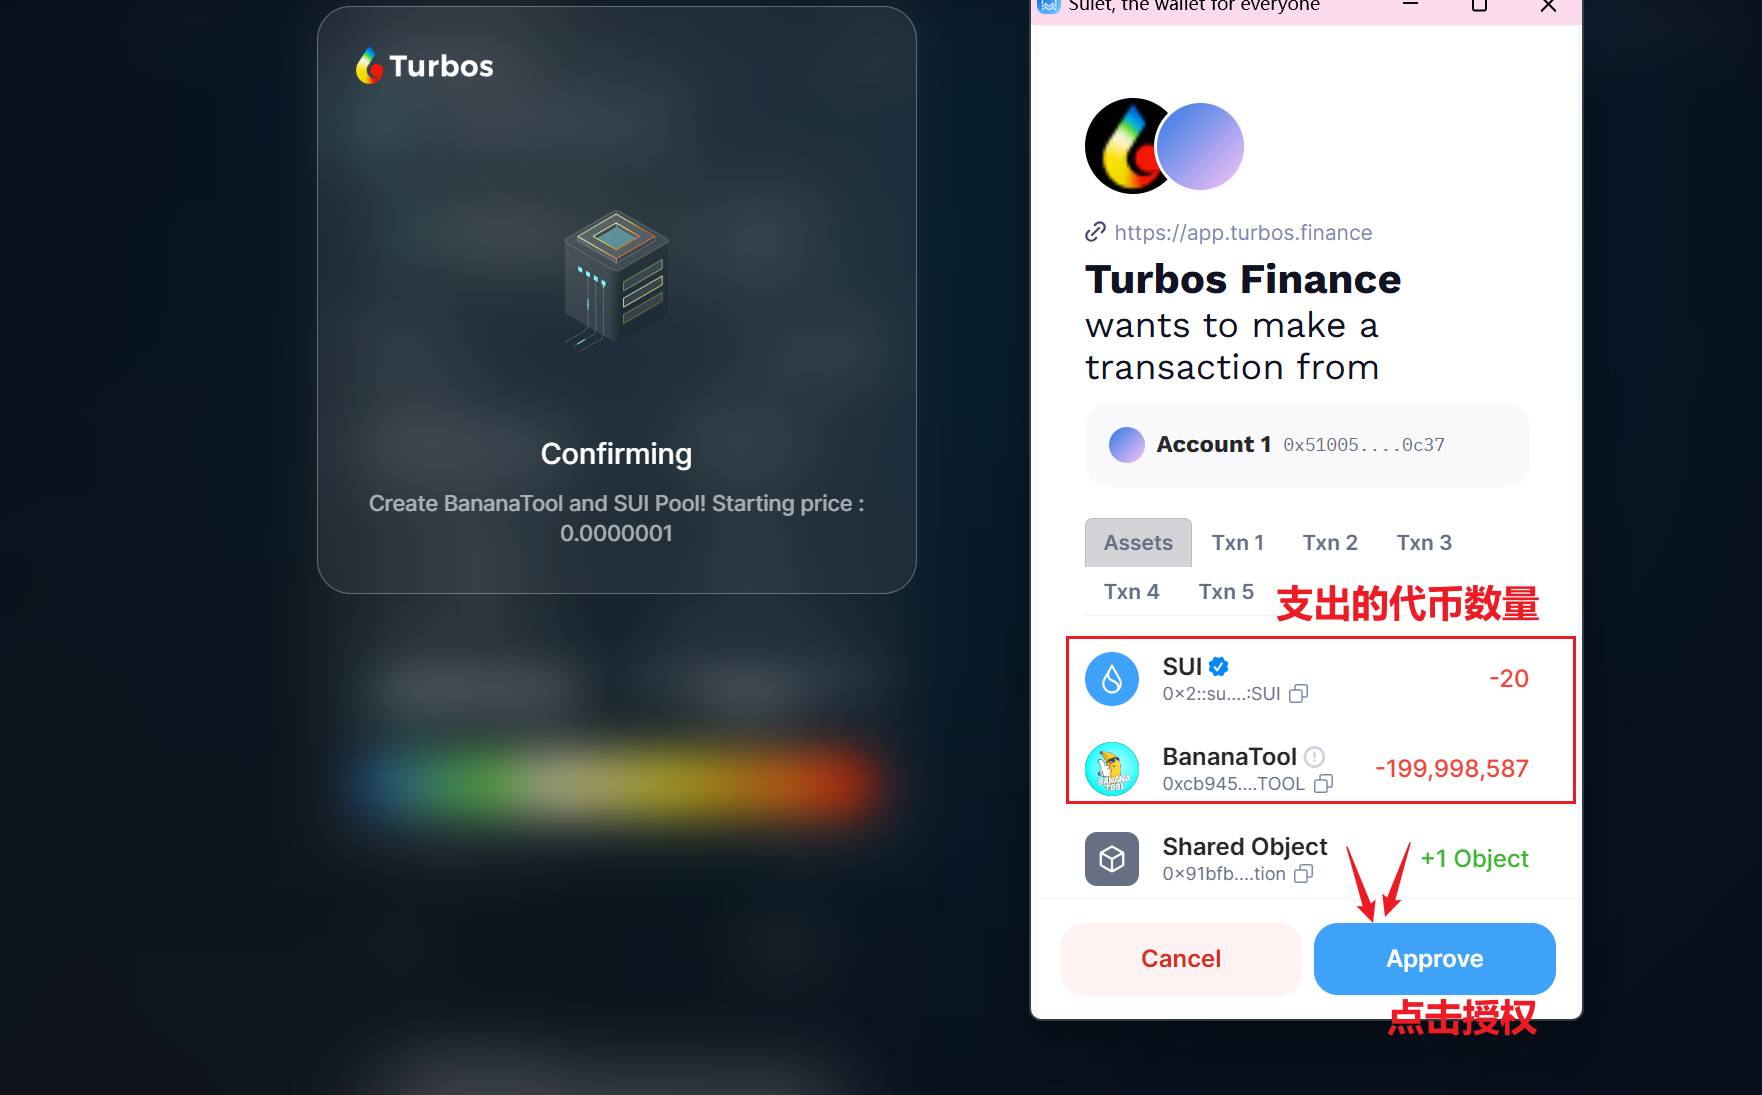 Turbos
Confirming
Create BananaTool and SUI Pool! Starting price :
0.0000001
Suiet, the wallet for everyone
https://app.turbos.finance
Turbos Finance
wants to make a
transaction from
Account 1 0x51005....0c37
Assets Txn 1 Txn 2 Txn 3
Txn 4 Txn 5
支出的代币数量
SUI
-20
0x2::su....:SUI
BananaTool
-199,998,587
0xcb945....TOOL
BANANA
TOOL
Shared Object
+1 Object
0x91bfb....tion
Cancel Approve
点击授权